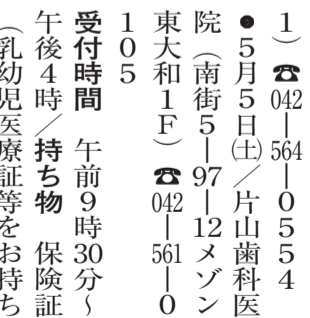 1)☎042―564―0554
●5月5日㈯／片山歯科医
院(南街5―97―12メゾン
東大和1F)☎042―561―0
105
受付時間 午前9時30分～
午後4時／持ち物 保険証
(乳幼児医療証等をお持ち